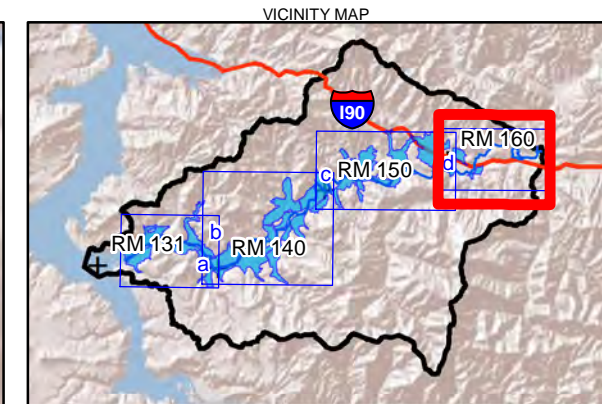 VICINITY MAP
I90
RM 160
d
c
RM 150
b
RM 131
RM 140
a